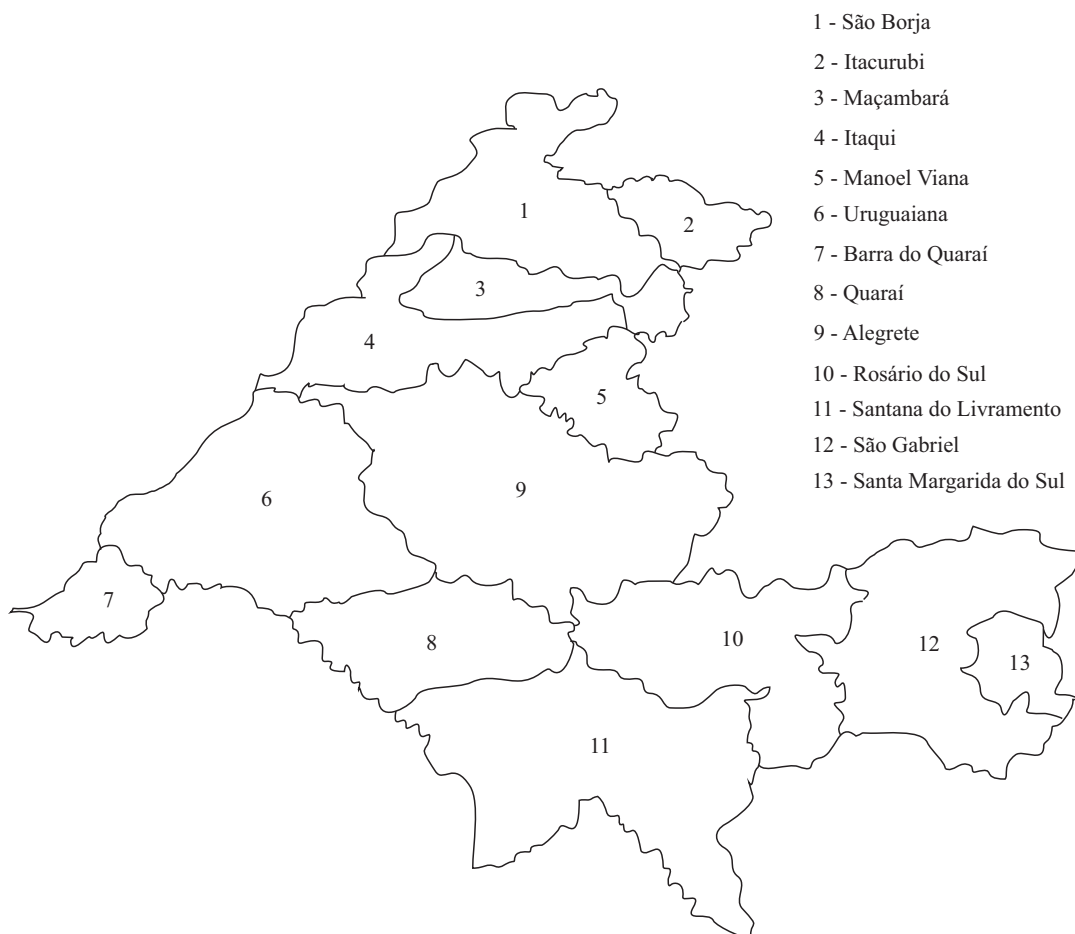 1 - São Borja
2 - Itacurubi
3 - Maçambará
4 - Itaqui
5 - Manoel Viana
6 - Uruguaiana
7 - Barra do Quaraí
8 - Quaraí
9 - Alegrete
10 - Rosário do Sul
11 - Santana do Livramento
12 - São Gabriel
13 - Santa Margarida do Sul
1
2
3
4
5
6
9
7
8
10
12
13
11